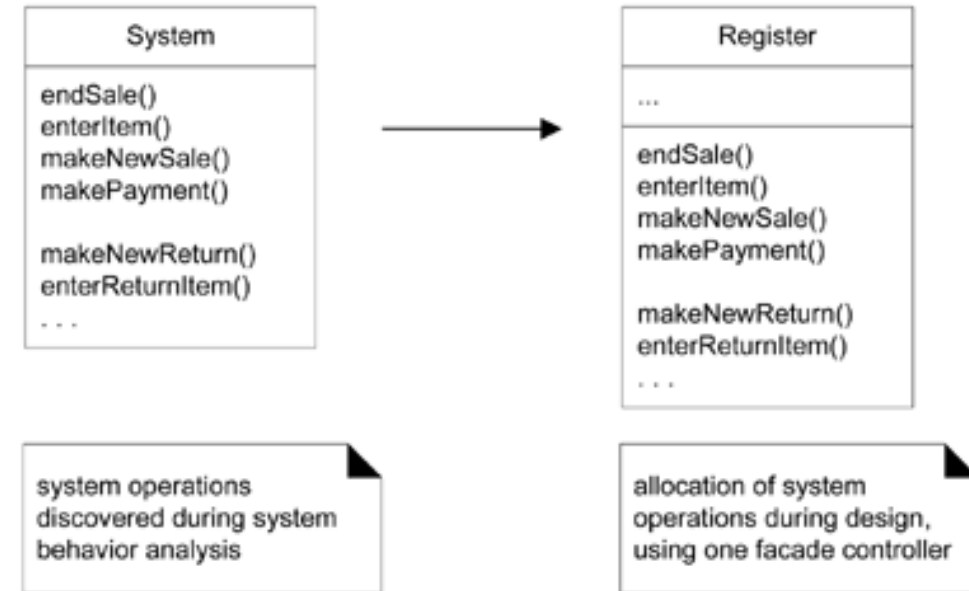 System
endSale()
enterItem()
makeNewSale()
makePayment()
makeNewReturn()
enterReturnItem()
. . .
Register
...
endSale()
enterItem()
makeNewSale()
makePayment()
makeNewReturn()
enterReturnItem()
. . .
system operations
discovered during system
behavior analysis
allocation of system
operations during design,
using one facade controller